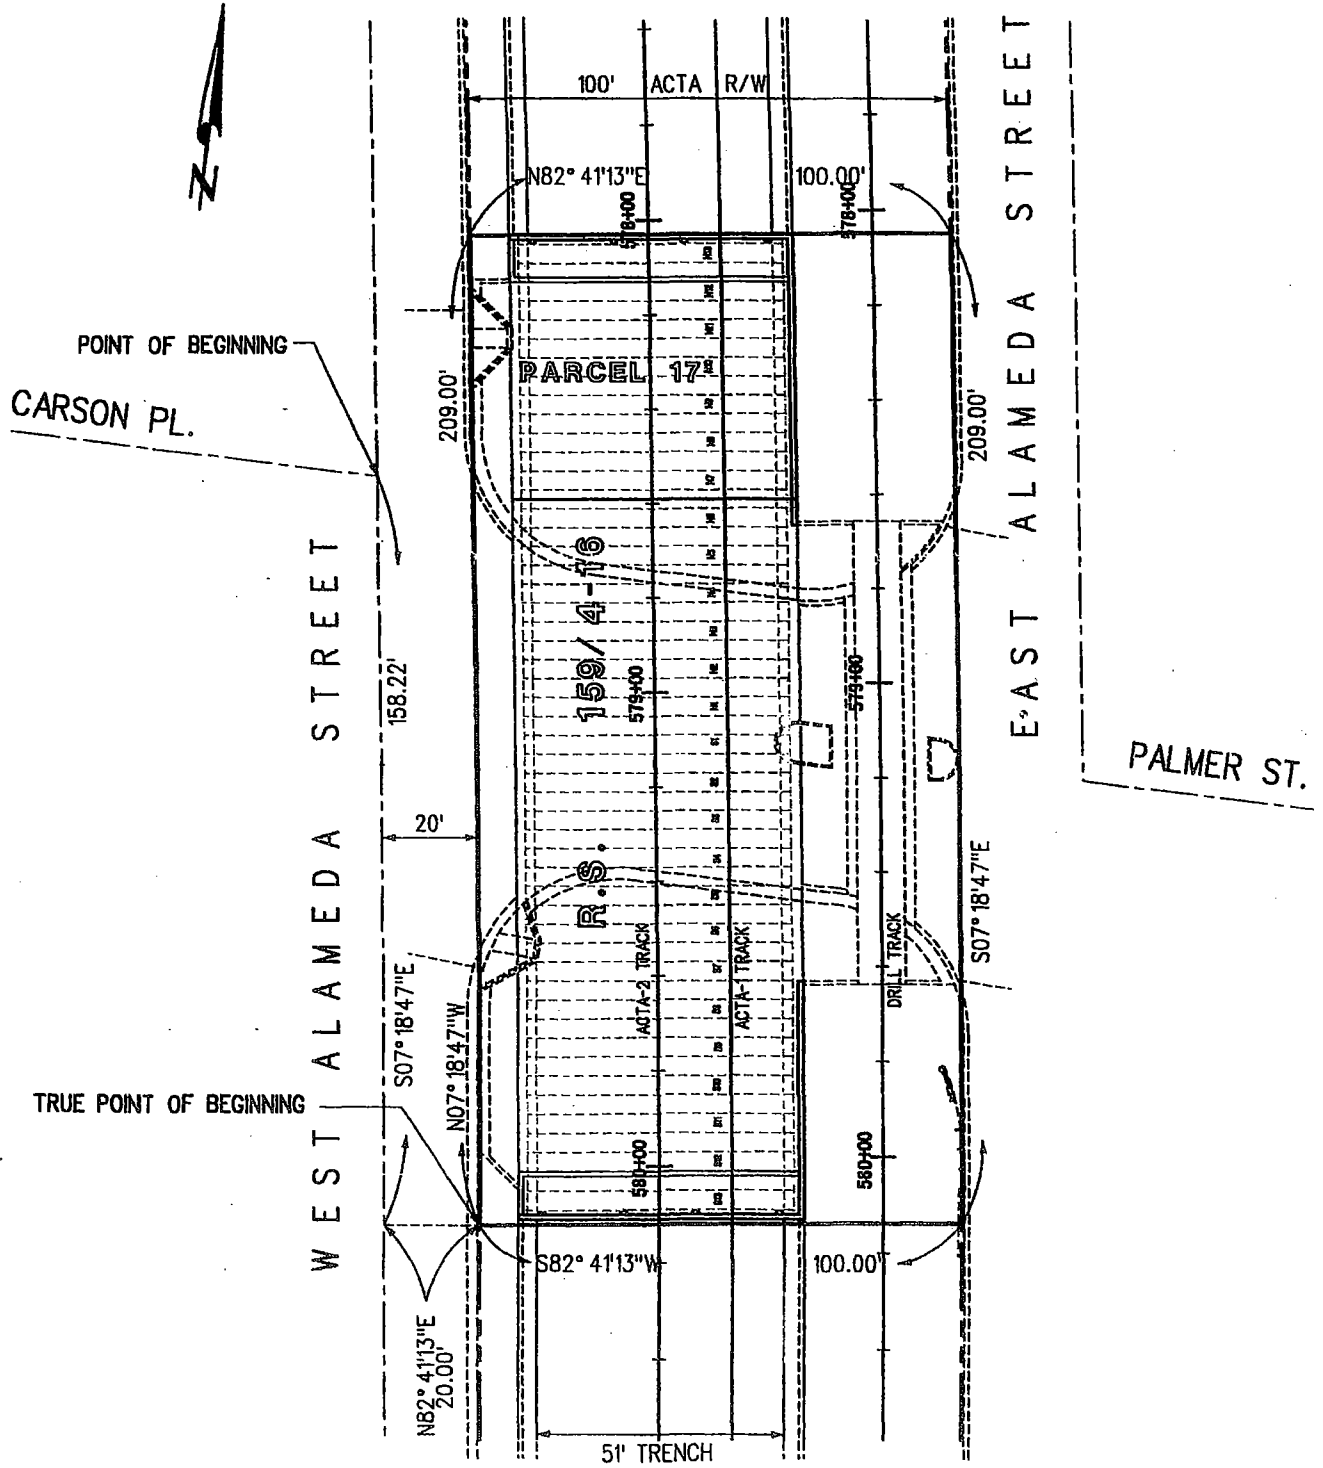 100' ACTA R/W
N82° 41'13"E
100.00'
578+00
578+00
N
POINT OF BEGINNING
PARCEL 17
CARSON PL.
209.00'
209.00'
EAST ALAMEDA STREET
WEST ALAMEDA STREET
R.S. 159/ 4-16
158.22'
579+00
579+00
PALMER ST.
20'
S07° 18'47"E
S07° 18'47"E
N07° 18'47"W
ACTA-2 TRACK
ACTA-1 TRACK
DRILL TRACK
TRUE POINT OF BEGINNING
580+00
580+00
S82° 41'13"W
100.00'
N82° 41'13"E
20.00'
51' TRENCH